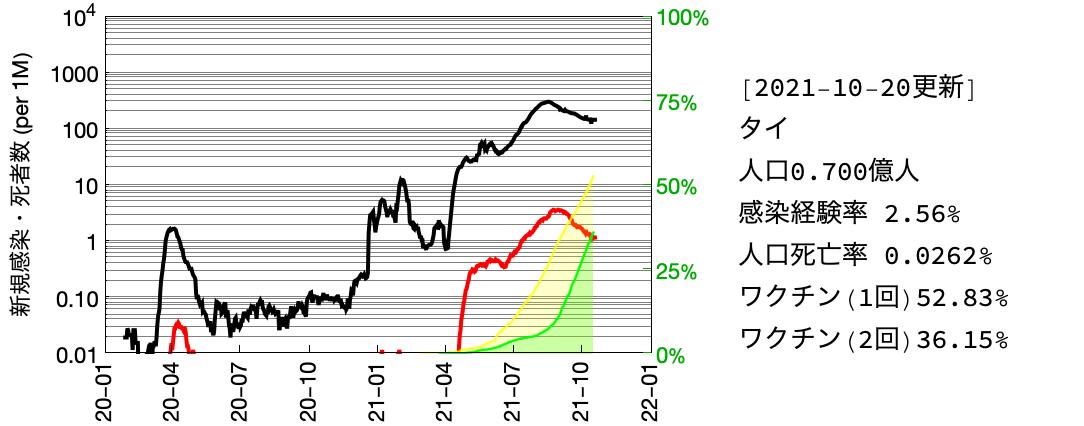 新規感染・死者数 (per 1M)
10^4
1000
100
10
1
0.10
0.01
100%
75%
50%
25%
0%
20-01
20-04
20-07
20-10
21-01
21-04
21-07
21-10
22-01
[2021-10-20更新]
タイ
人口0.700億人
感染経験率 2.56%
人口死亡率 0.0262%
ワクチン(1回)52.83%
ワクチン(2回)36.15%